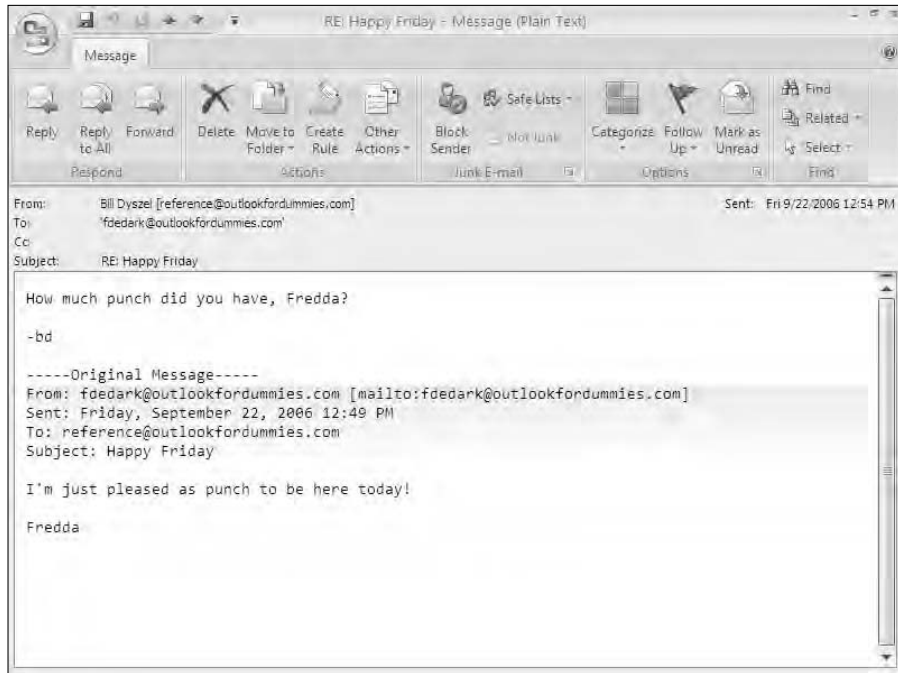 RE: Happy Friday - Message (Plain Text)
Message
Reply
Reply to All
Forward
Delete
Move to Folder
Create Rule
Other Actions
Block Sender
Safe Lists
Not Junk
Categorize
Follow Up
Mark as Unread
Find
Related
Select
Respond
Actions
Junk E-mail
Options
Find
From: Bill Dyszel [reference@outlookfordummies.com]
Sent: Fri 9/22/2006 12:54 PM
To: 'fdedark@outlookfordummies.com'
Cc
Subject: RE: Happy Friday
How much punch did you have, Fredda?
-bd
-----Original Message-----
From: fdedark@outlookfordummies.com [mailto:fdedark@outlookfordummies.com]
Sent: Friday, September 22, 2006 12:49 PM
To: reference@outlookfordummies.com
Subject: Happy Friday
I'm just pleased as punch to be here today!
Fredda